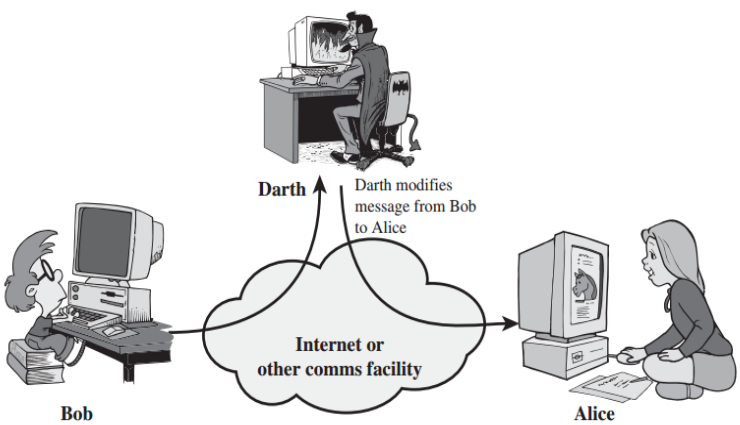 Darth
Darth modifies
message from Bob
to Alice
Internet or
other comms facility
Bob
Alice